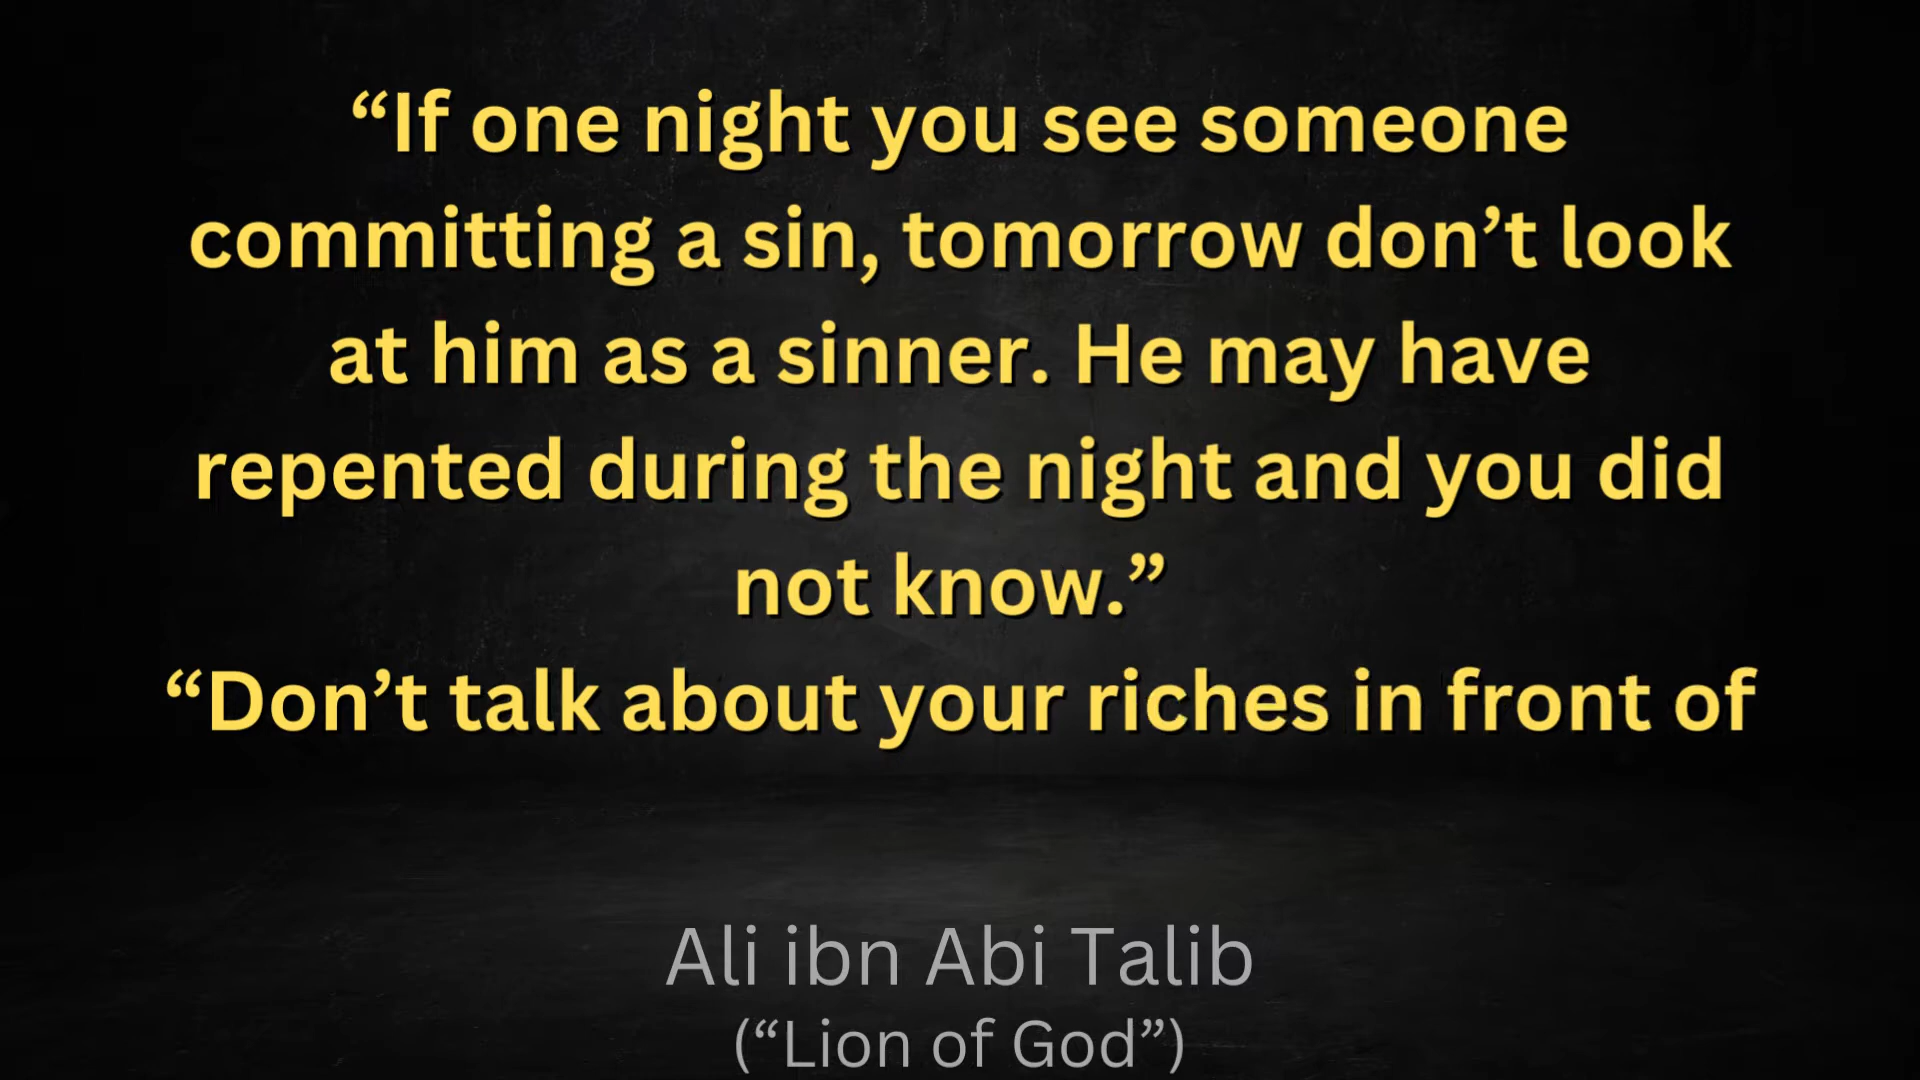 “If one night you see someone
committing a sin, tomorrow don’t look
at him as a sinner. He may have
repented during the night and you did
not know.”
“Don’t talk about your riches in front of
Ali ibn Abi Talib
(“Lion of God”)